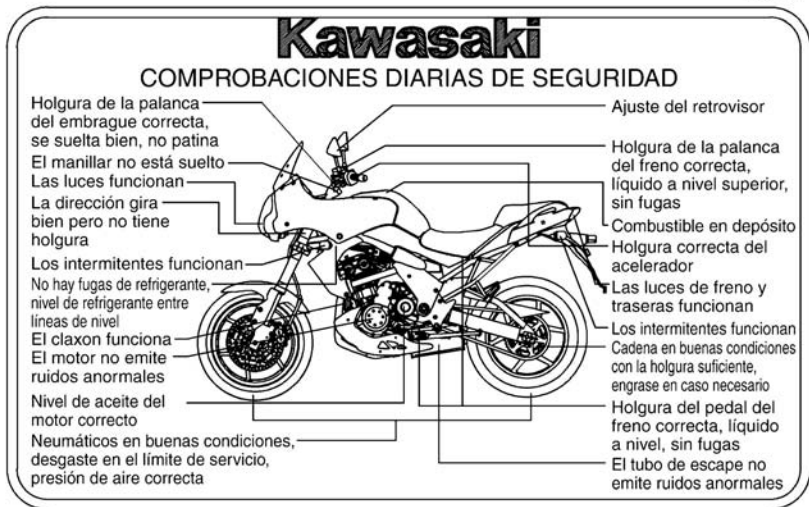 Kawasaki
COMPROBACIONES DIARIAS DE SEGURIDAD
Holgura de la palanca
del embrague correcta,
se suelta bien, no patina
El manillar no está suelto
Las luces funcionan
La dirección gira
bien pero no tiene
holgura
Los intermitentes funcionan
No hay fugas de refrigerante,
nivel de refrigerante entre
líneas de nivel
El claxon funciona
El motor no emite
ruidos anormales
Nivel de aceite del
motor correcto
Neumáticos en buenas condiciones,
desgaste en el límite de servicio,
presión de aire correcta
Ajuste del retrovisor
Holgura de la palanca
del freno correcta,
líquido a nivel superior,
sin fugas
Combustible en depósito
Holgura correcta del
acelerador
Las luces de freno y
traseras funcionan
Los intermitentes funcionan
Cadena en buenas condiciones
con la holgura suficiente,
engrase en caso necesario
Holgura del pedal del
freno correcta, líquido
a nivel, sin fugas
El tubo de escape no
emite ruidos anormales